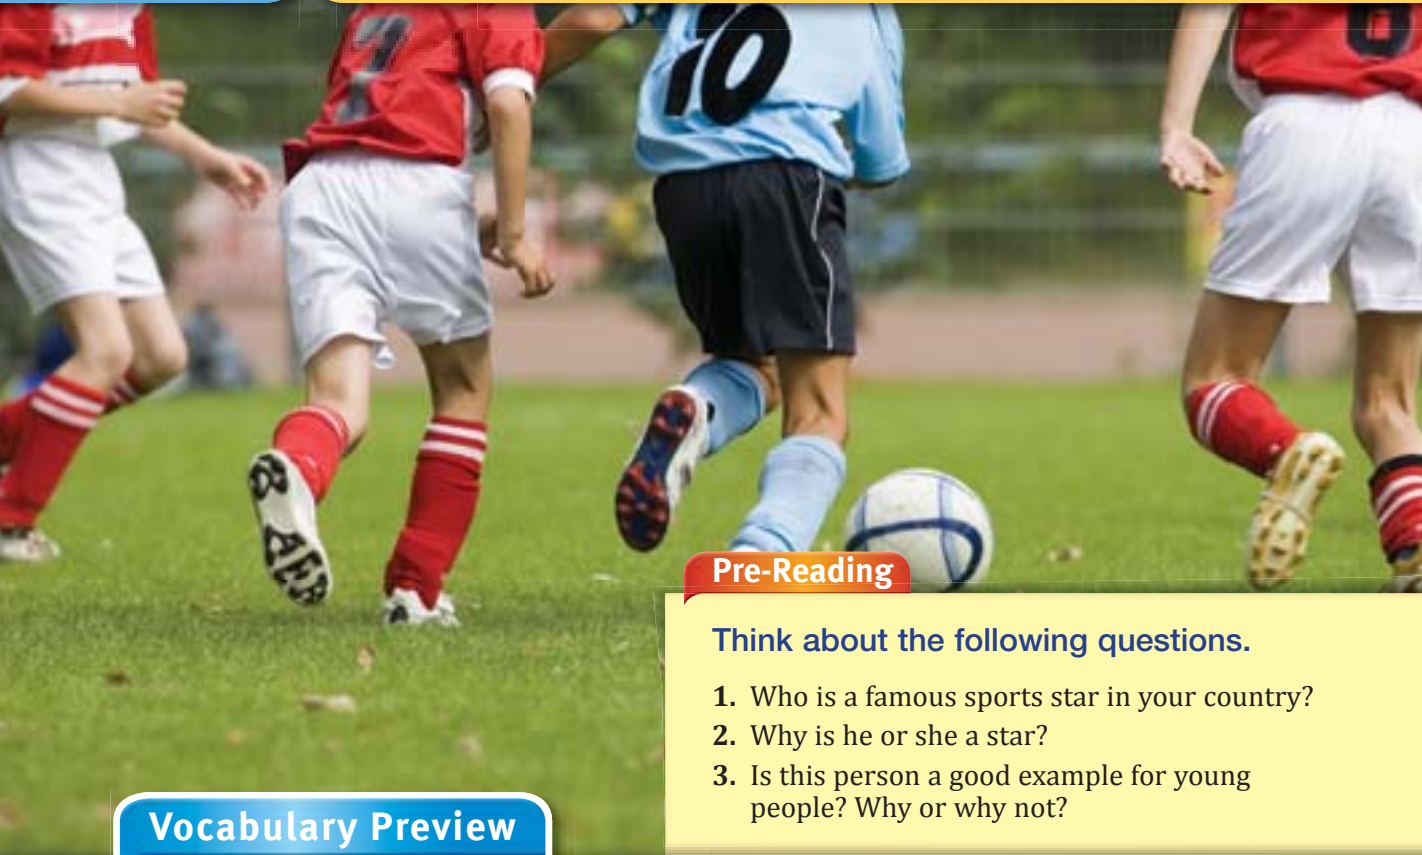 10
8
Pre-Reading
Think about the following questions.
1. Who is a famous sports star in your country?
2. Why is he or she a star?
3. Is this person a good example for young
people? Why or why not?
Vocabulary Preview